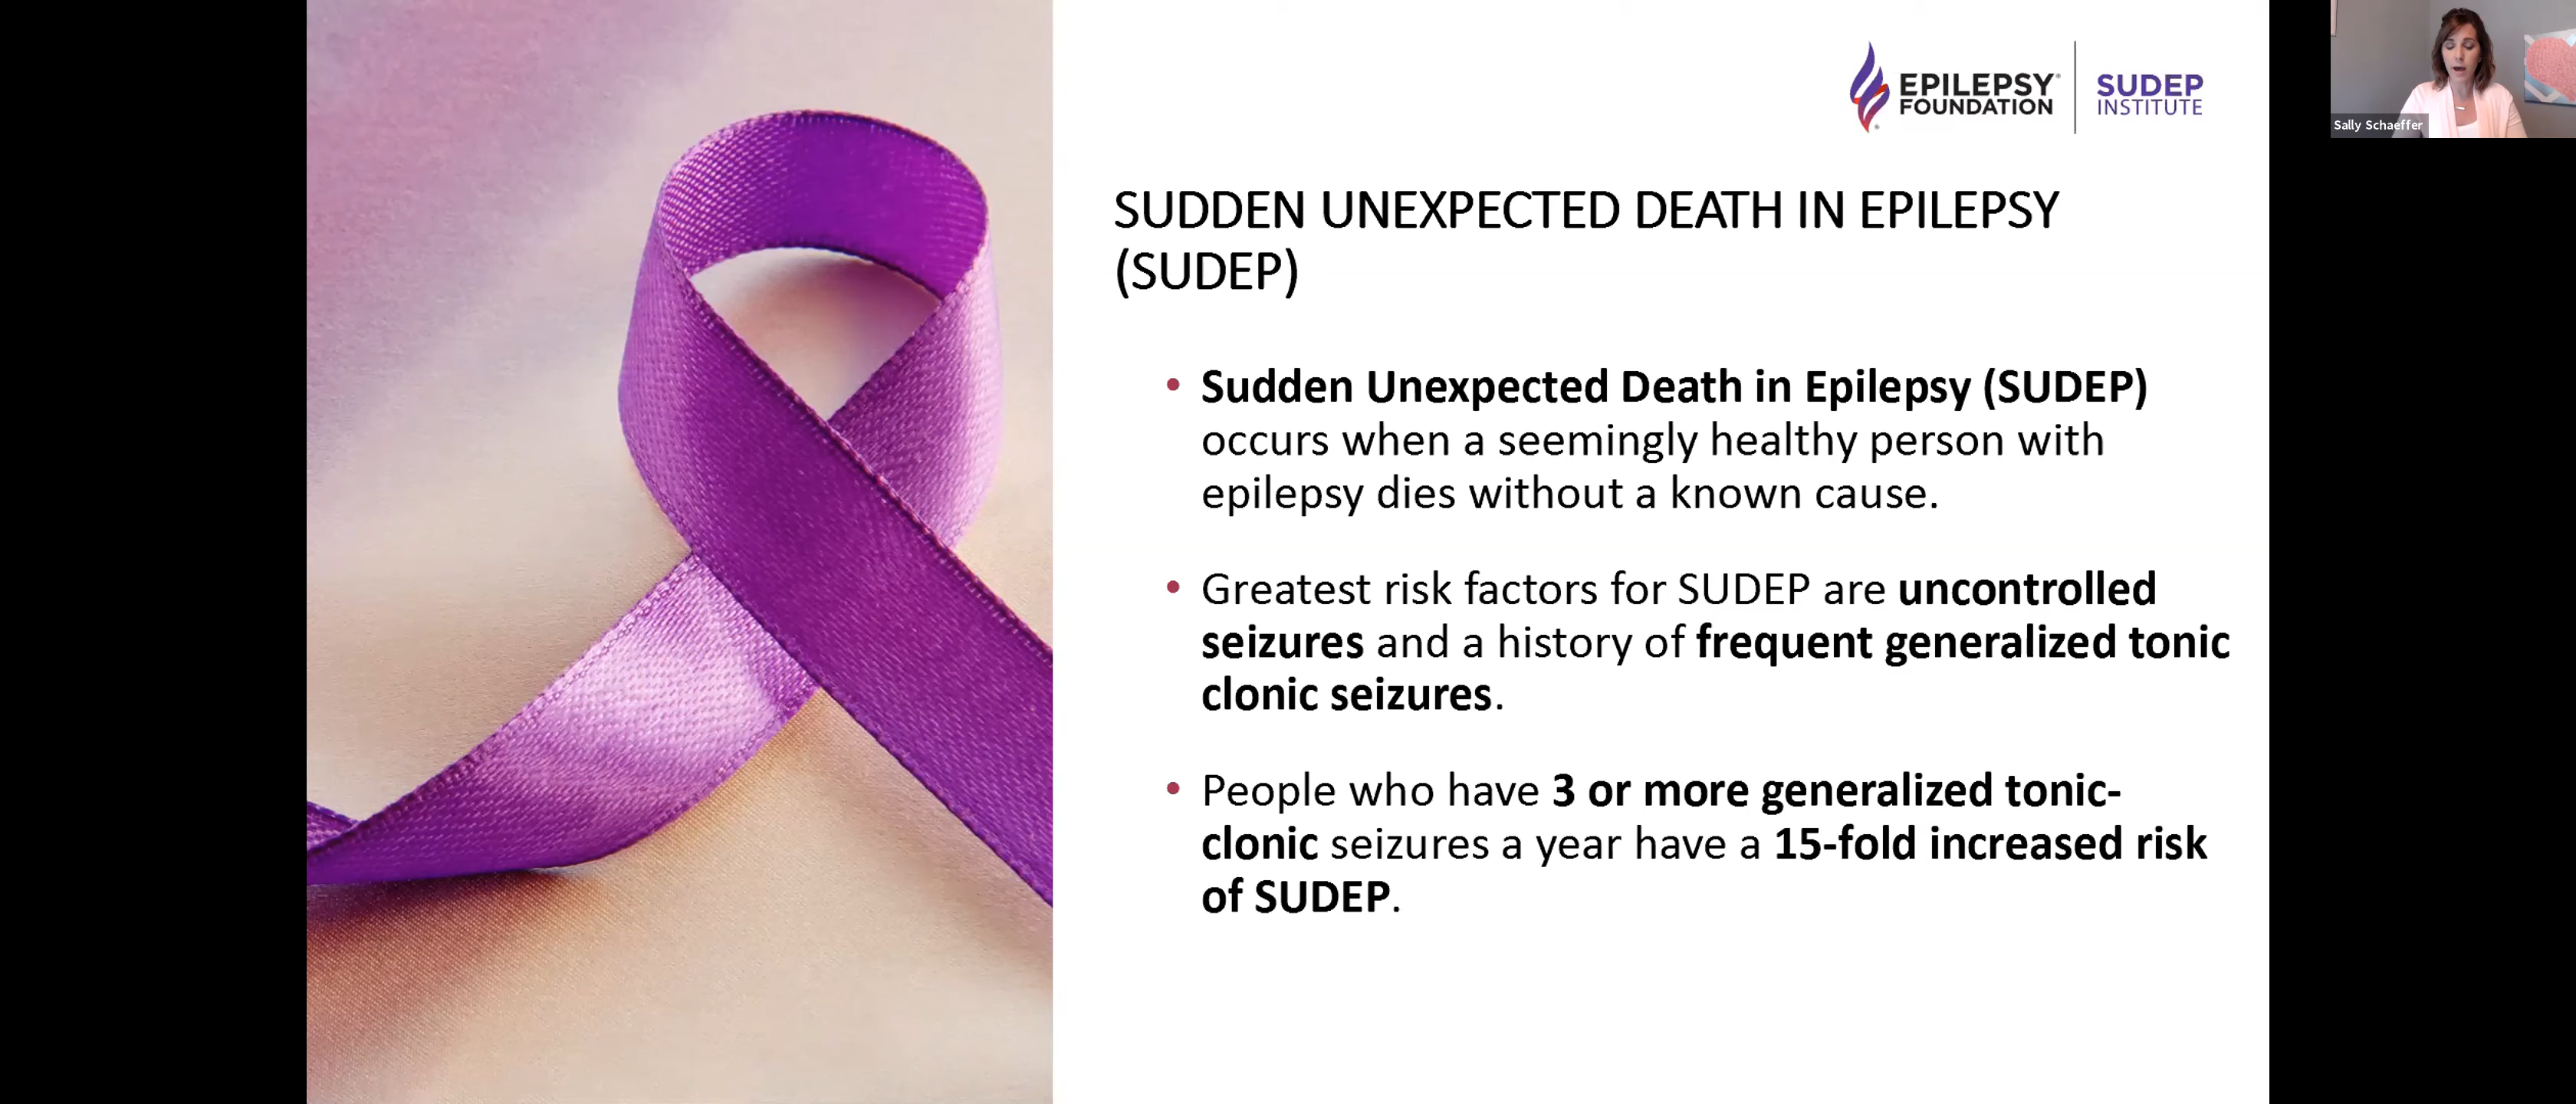 EPILEPSY
FOUNDATION
SUDEP
INSTITUTE
Sally Schaeffer
SUDDEN UNEXPECTED DEATH IN EPILEPSY
(SUDEP)
• Sudden Unexpected Death in Epilepsy (SUDEP)
occurs when a seemingly healthy person with
epilepsy dies without a known cause.
• Greatest risk factors for SUDEP are uncontrolled
seizures and a history of frequent generalized tonic
clonic seizures.
• People who have 3 or more generalized tonic-
clonic seizures a year have a 15-fold increased risk
of SUDEP.